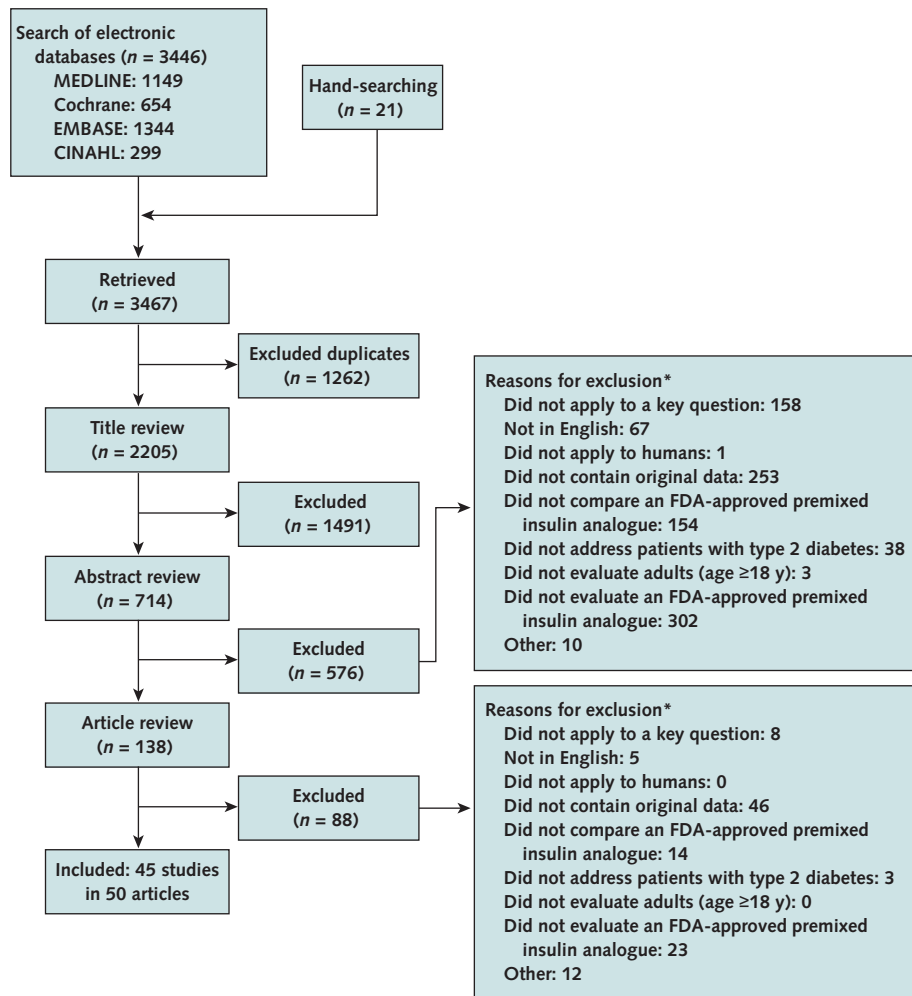 Search of electronic
databases (n = 3446)
MEDLINE: 1149
Cochrane: 654
EMBASE: 1344
CINAHL: 299
Hand-searching
(n = 21)
Retrieved
(n = 3467)
Excluded duplicates
(n = 1262)
Title review
(n = 2205)
Excluded
(n = 1491)
Abstract review
(n = 714)
Excluded
(n = 576)
Reasons for exclusion*
Did not apply to a key question: 158
Not in English: 67
Did not apply to humans: 1
Did not contain original data: 253
Did not compare an FDA-approved premixed
insulin analogue: 154
Did not address patients with type 2 diabetes: 38
Did not evaluate adults (age ≥18 y): 3
Did not evaluate an FDA-approved premixed
insulin analogue: 302
Other: 10
Article review
(n = 138)
Excluded
(n = 88)
Reasons for exclusion*
Did not apply to a key question: 8
Not in English: 5
Did not apply to humans: 0
Did not contain original data: 46
Did not compare an FDA-approved premixed
insulin analogue: 14
Did not address patients with type 2 diabetes: 3
Did not evaluate adults (age ≥18 y): 0
Did not evaluate an FDA-approved premixed
insulin analogue: 23
Other: 12
Included: 45 studies
in 50 articles